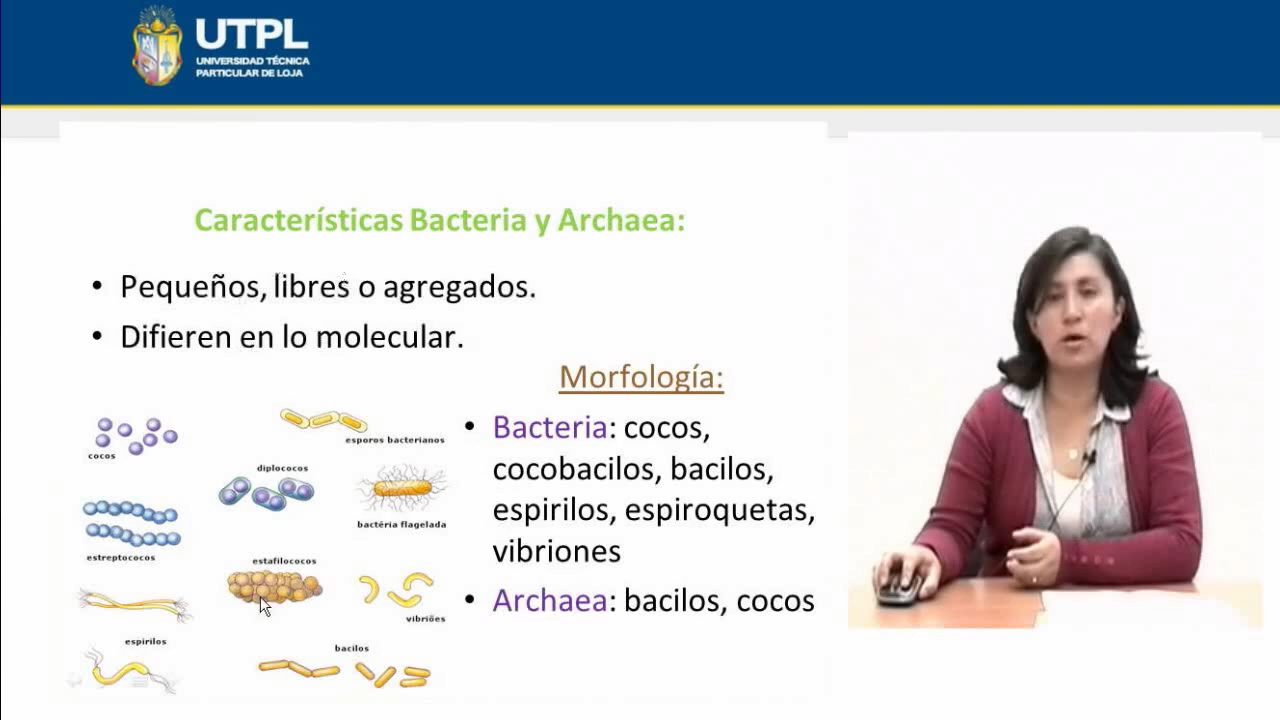 UTPL
UNIVERSIDAD TÉCNICA
PARTICULAR DE LOJA
Características Bacteria y Archaea:
• Pequeños, libres o agregados.
• Difieren en lo molecular.
Morfología:
• Bacteria: cocos,
cocobacilos, bacilos,
espirilos, espiroquetas,
vibriones
• Archaea: bacilos, cocos
cocos
esporos bacterianos
diplococos
bactéria flagelada
estreptococos
estafilococos
vibriões
espirilos
bacilos